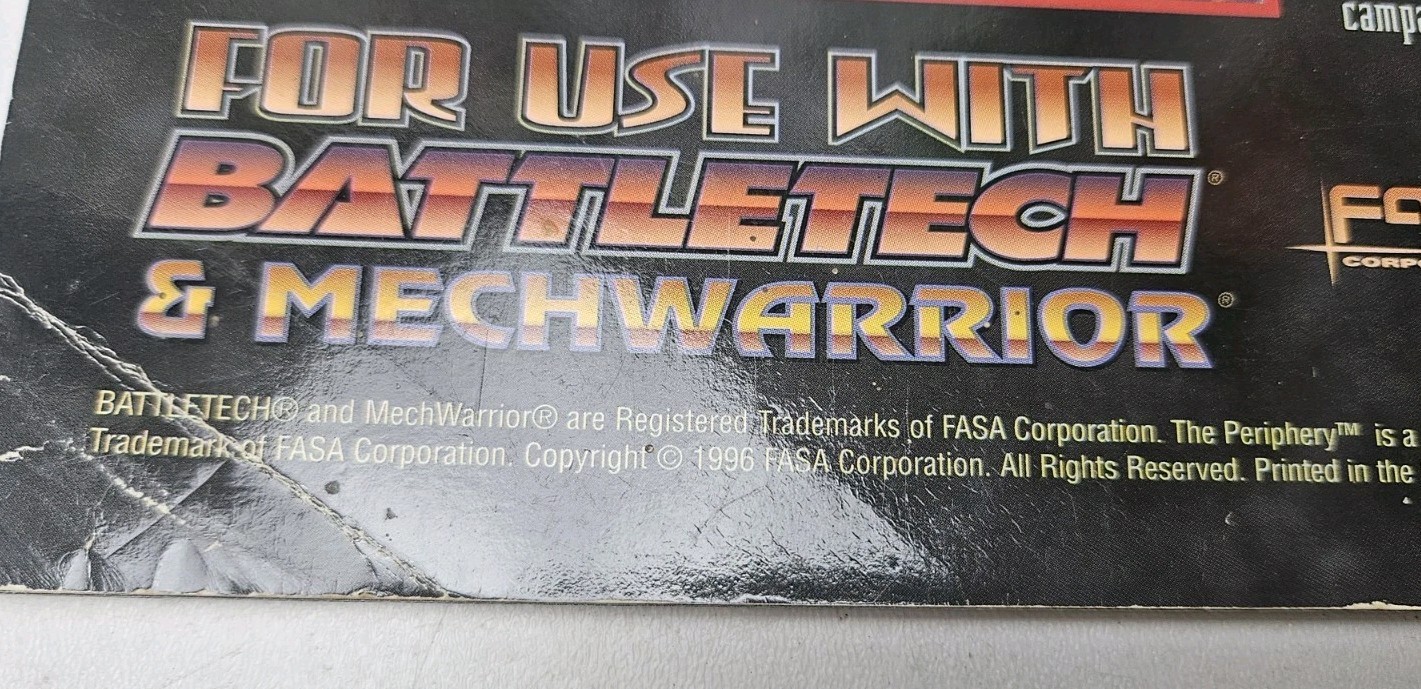 FOR USE WITH
BATTLETECH®
& MECHWARRIOR®
BATTLETECH® and MechWarrior® are Registered Trademarks of FASA Corporation. The Periphery™ is a
Trademark of FASA Corporation. Copyright © 1996 FASA Corporation. All Rights Reserved. Printed in the